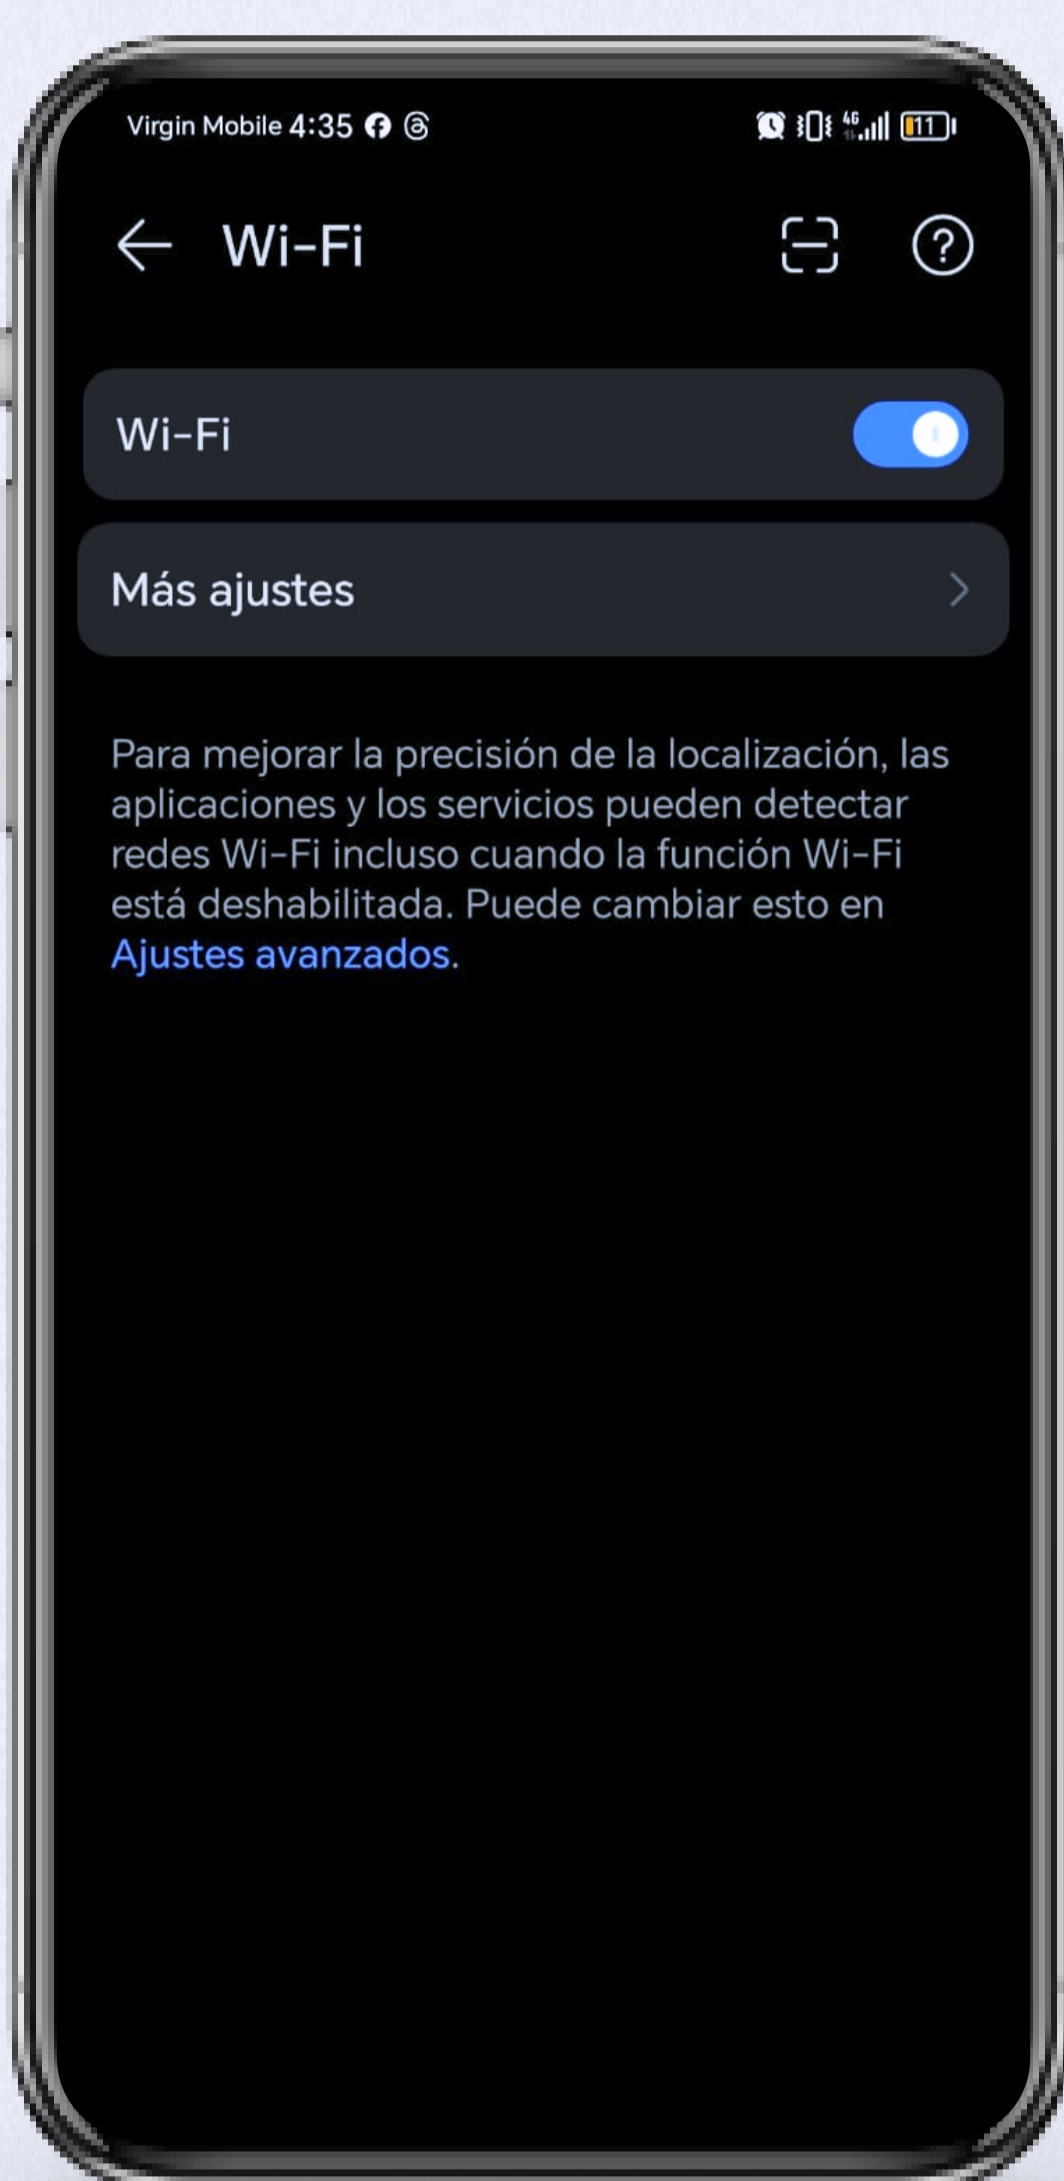 Virgin Mobile 4:35 4G 11
Wi-Fi
Wi-Fi
Más ajustes
Para mejorar la precisión de la localización, las
aplicaciones y los servicios pueden detectar
redes Wi-Fi incluso cuando la función Wi-Fi
está deshabilitada. Puede cambiar esto en
Ajustes avanzados.